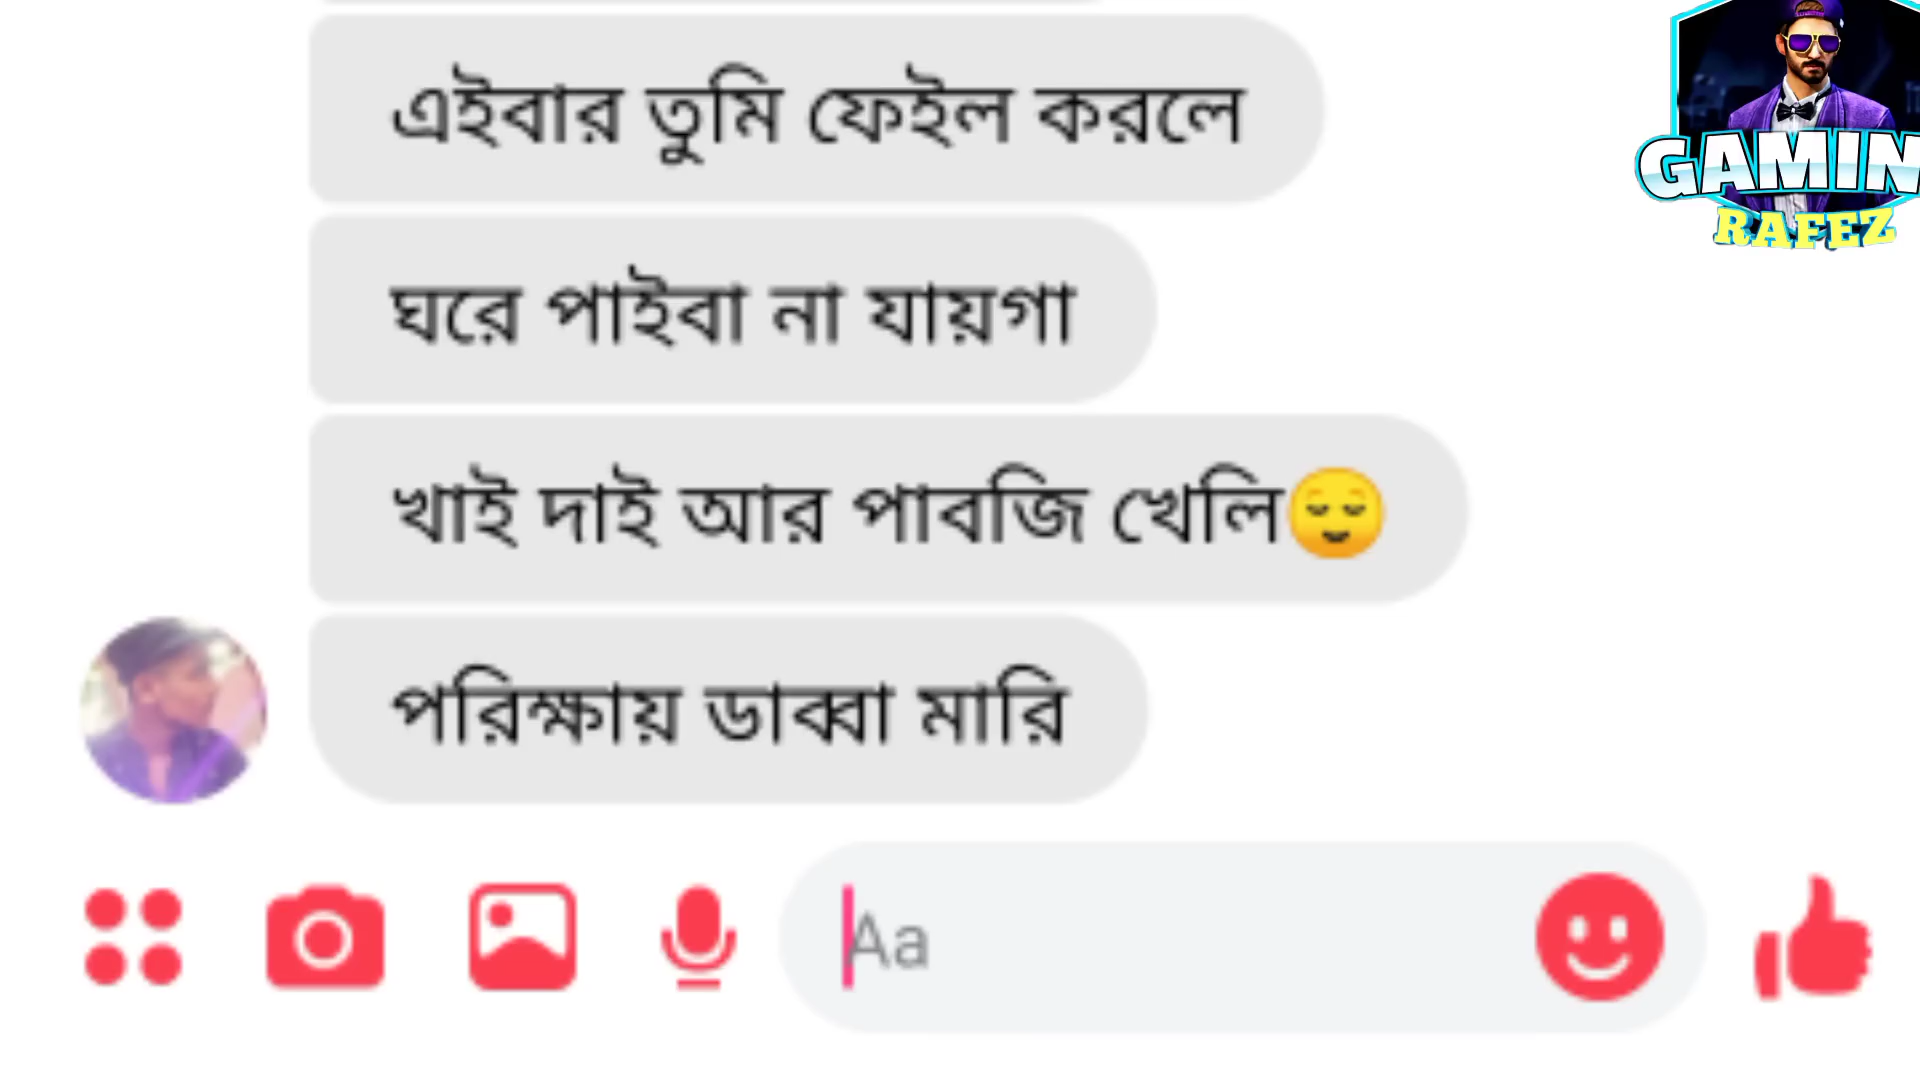 এইবার তুমি ফেইল করলে
ঘরে পাইবা না যায়গা
খাই দাই আর পাবজি খেলি😌
পরিক্ষায় ডাব্বা মারি
Aa
GAMIN
RAFEZ